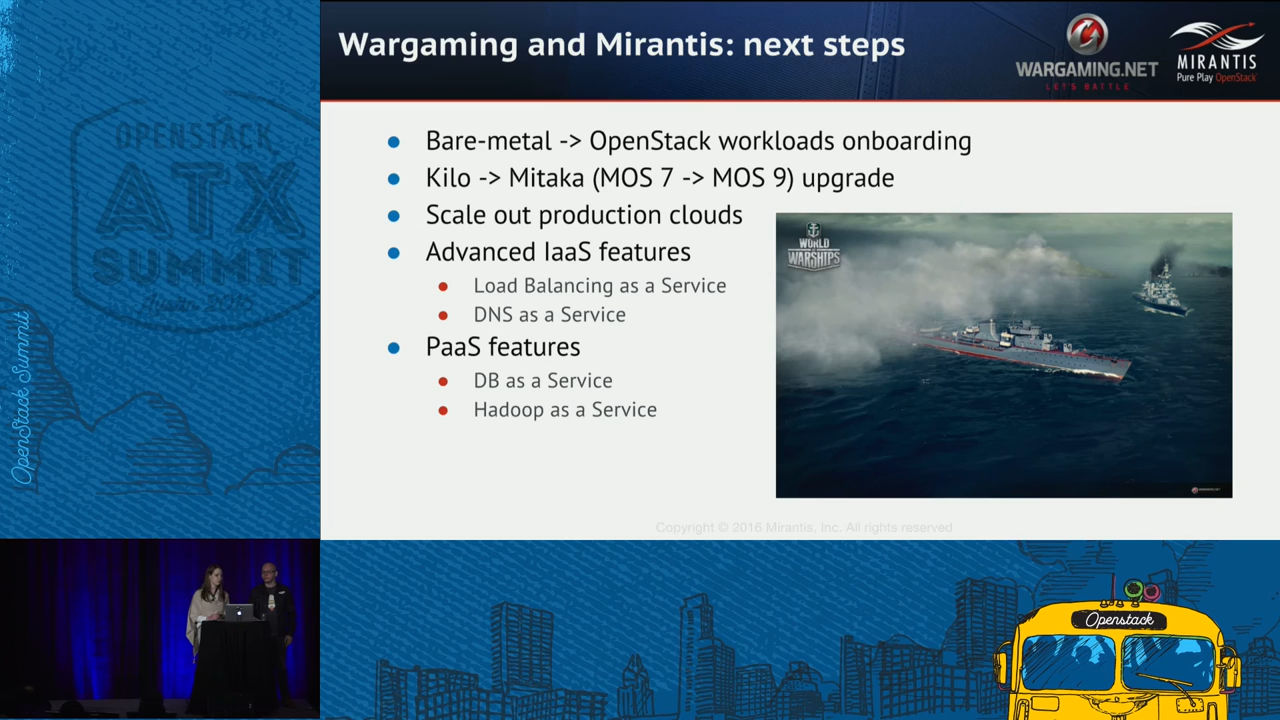 Wargaming and Mirantis: next steps
WARGAMING.NET
LET'S BATTLE
MIRANTIS
Pure Play OpenStack
Bare-metal -> OpenStack workloads onboarding
Kilo -> Mitaka (MOS 7 -> MOS 9) upgrade
Scale out production clouds
Advanced IaaS features
Load Balancing as a Service
DNS as a Service
PaaS features
DB as a Service
Hadoop as a Service
WORLD
OF
WARSHIPS
Copyright © 2016 Mirantis, Inc. All rights reserved
OPENSTACK
ATX
SUMMIT
Austin 2016
OpenStack Summit
Openstack